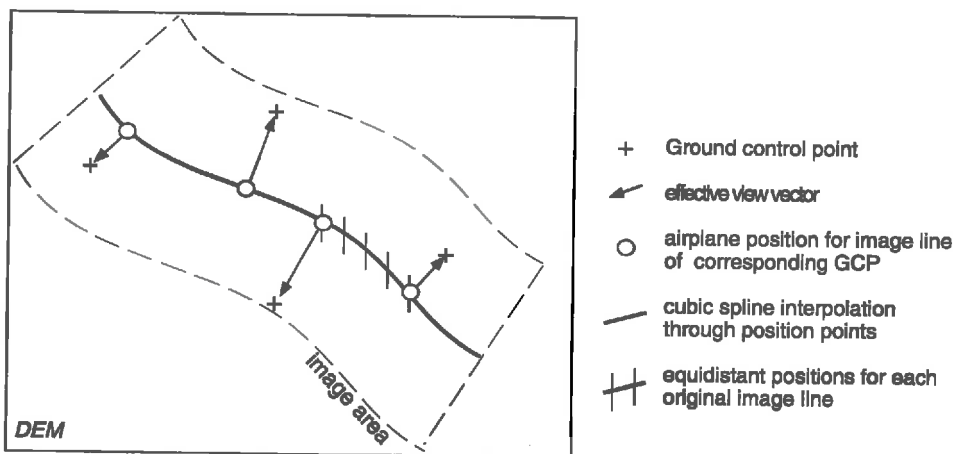 Ground control point
effective view vector
airplane position for image line
of corresponding GCP
cubic spline interpolation
through position points
equidistant positions for each
original image line
image area
DEM